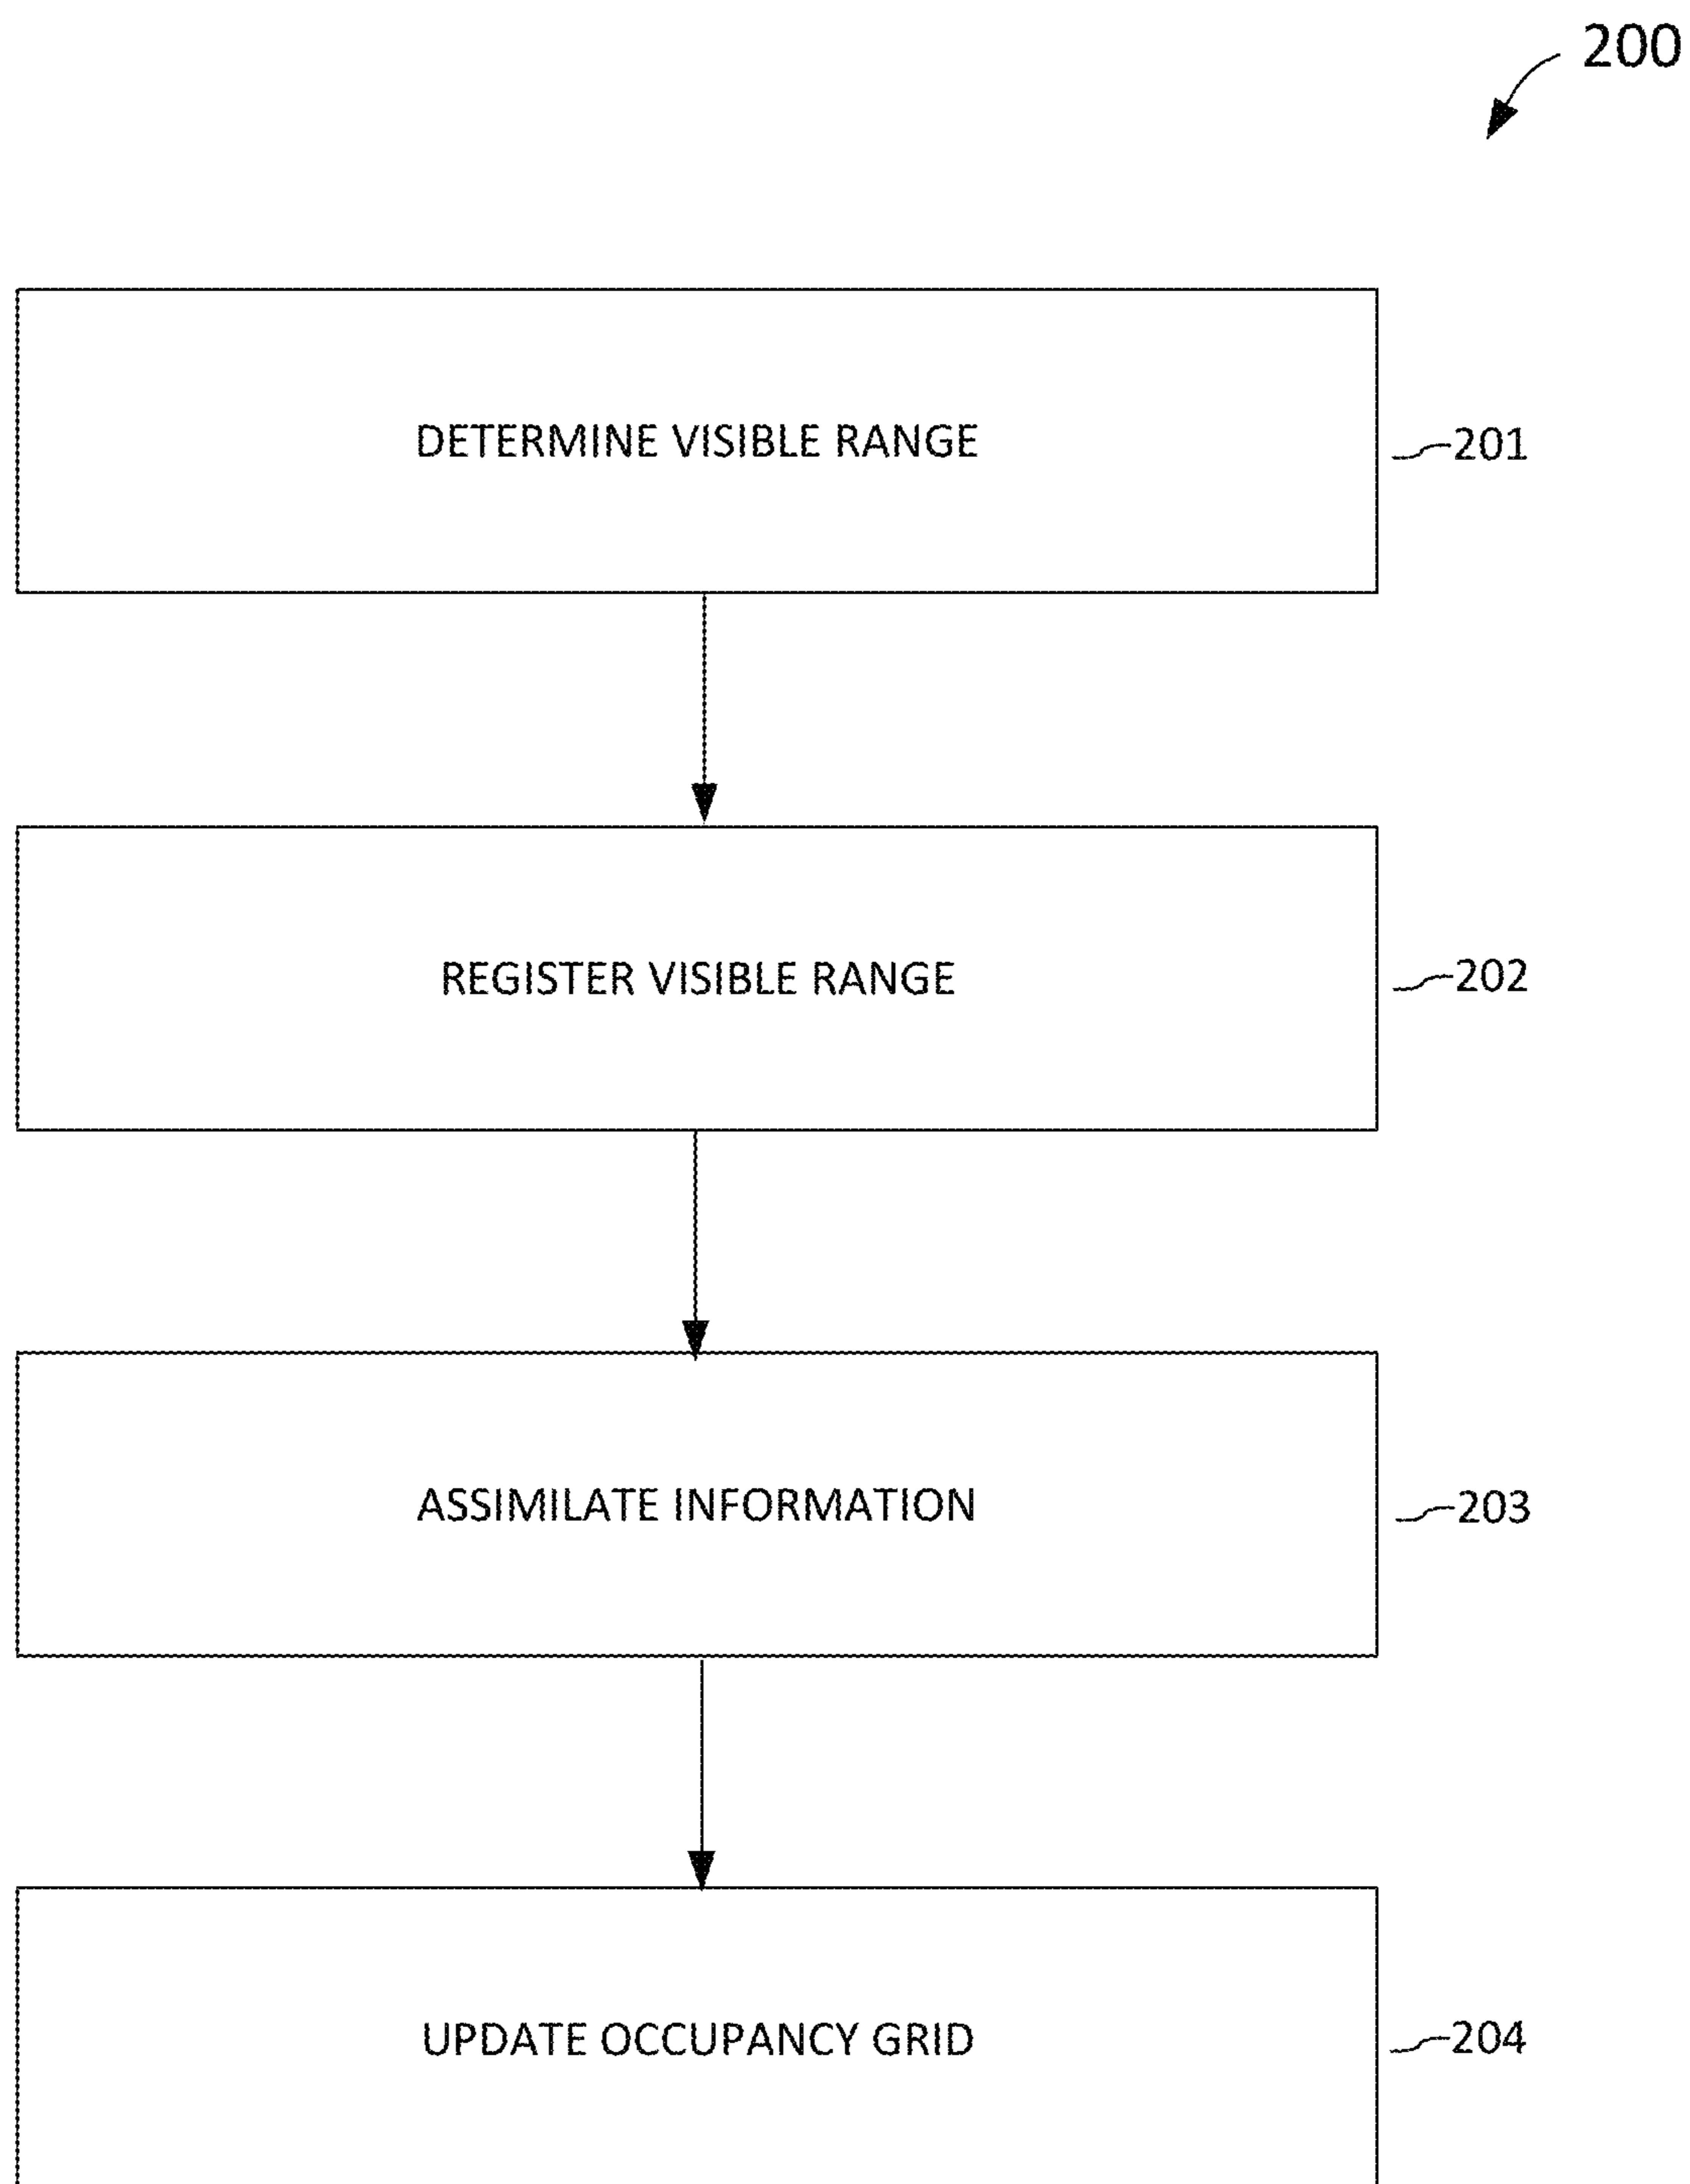 200
DETERMINE VISIBLE RANGE
201
REGISTER VISIBLE RANGE
202
ASSIMILATE INFORMATION
203
UPDATE OCCUPANCY GRID
204